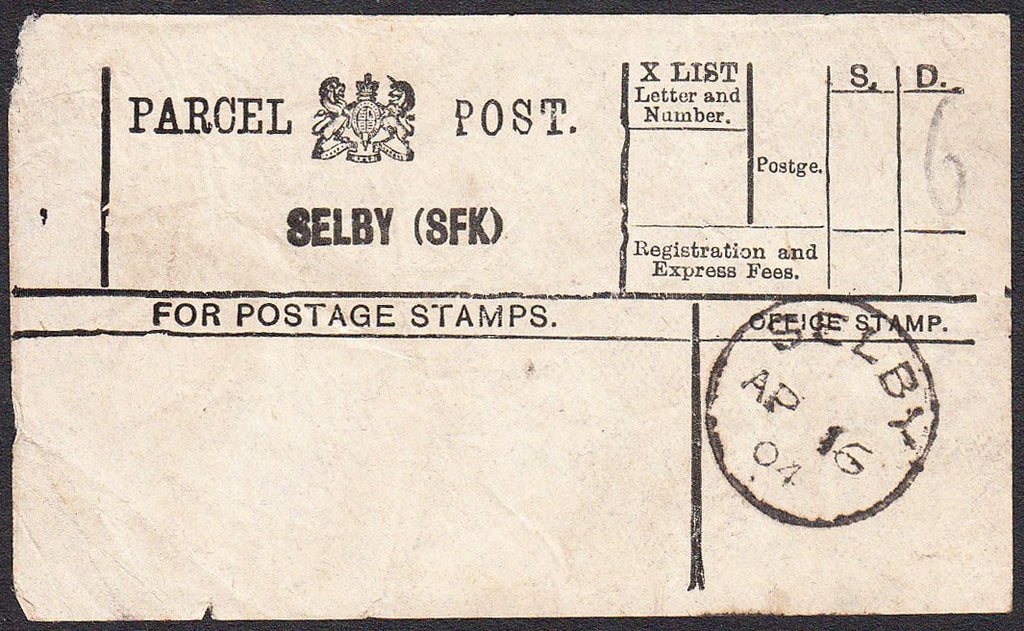 PARCEL POST.
SELBY (SFK)
X LIST
Letter and
Number.
Postge.
S. D.
6
Registration and
Express Fees.
FOR POSTAGE STAMPS.
OFFICE STAMP.
SELBY
AP 16
04